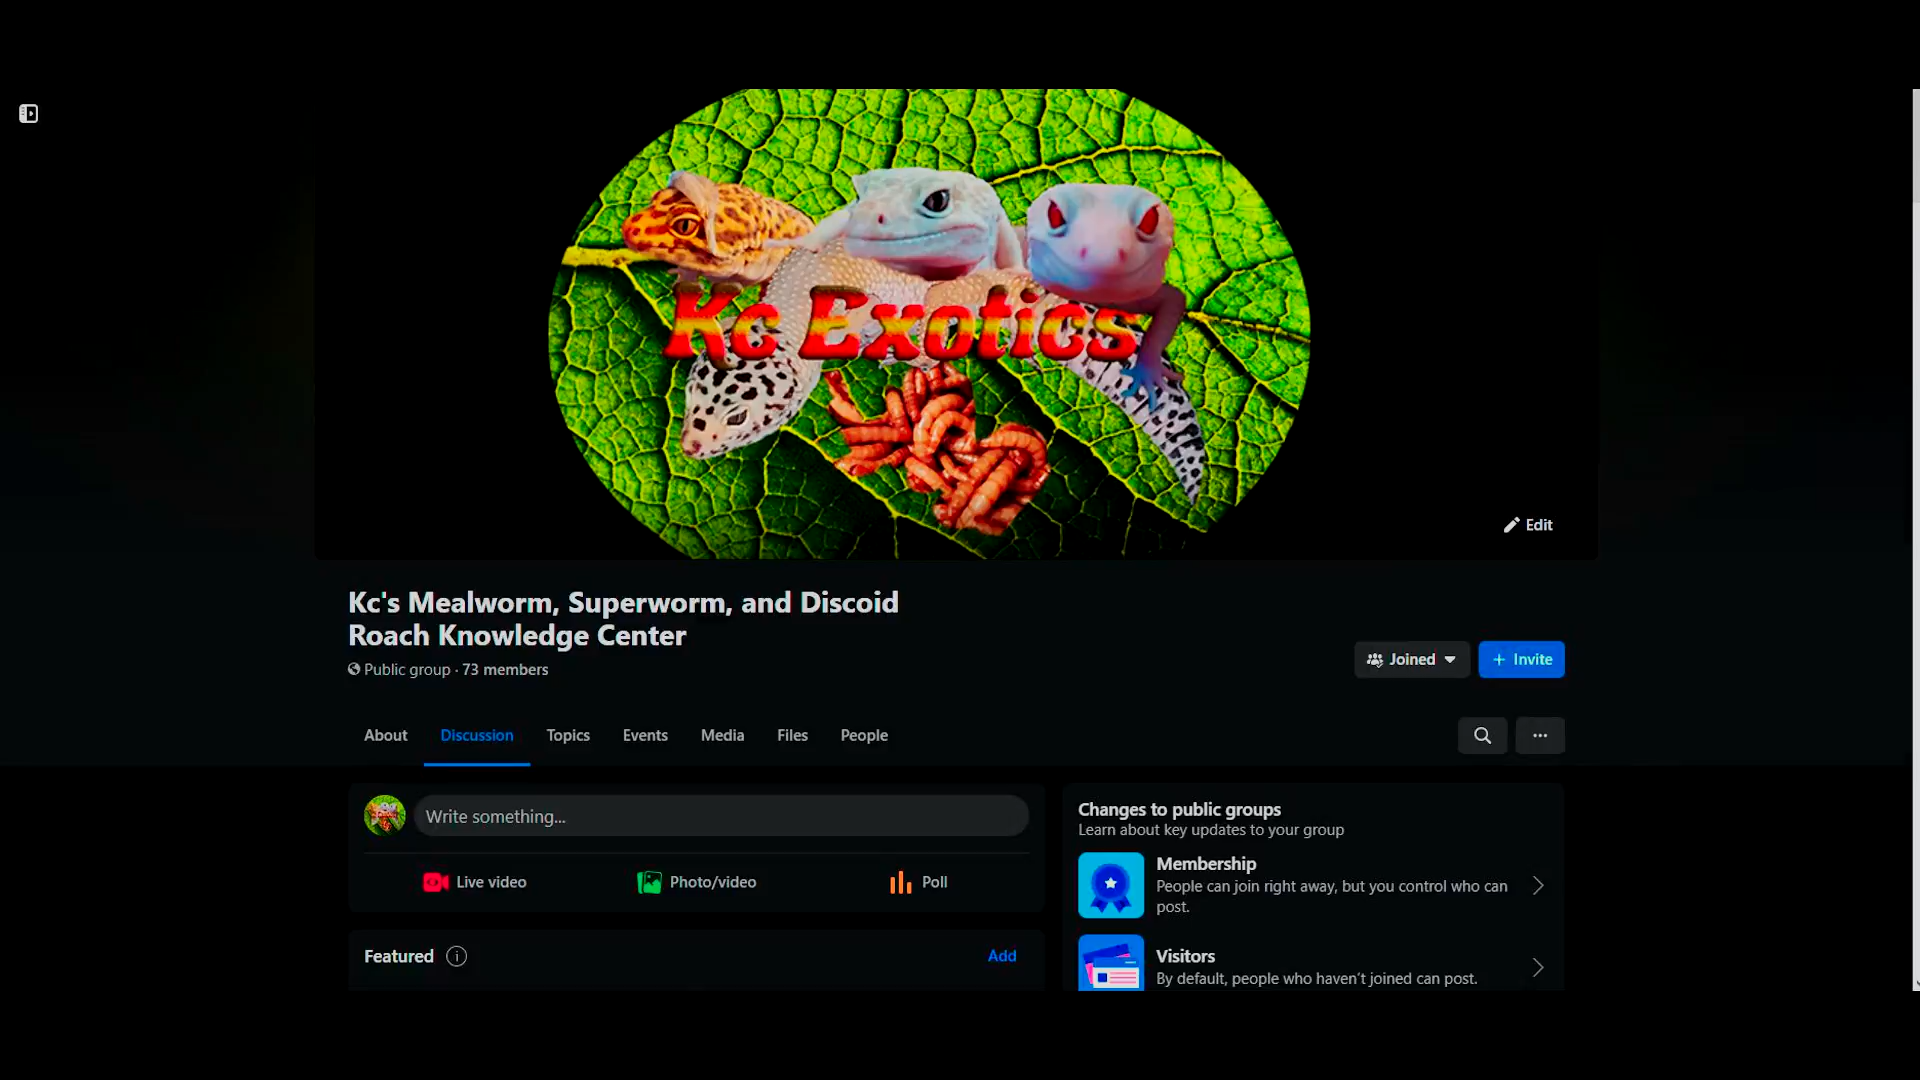 Kc Exotics
Edit
Kc's Mealworm, Superworm, and Discoid
Roach Knowledge Center
Public group · 73 members
Joined
+ Invite
About
Discussion
Topics
Events
Media
Files
People
Write something...
Live video
Photo/video
Poll
Featured
Add
Changes to public groups
Learn about key updates to your group
Membership
People can join right away, but you control who can
post.
Visitors
By default, people who haven't joined can post.